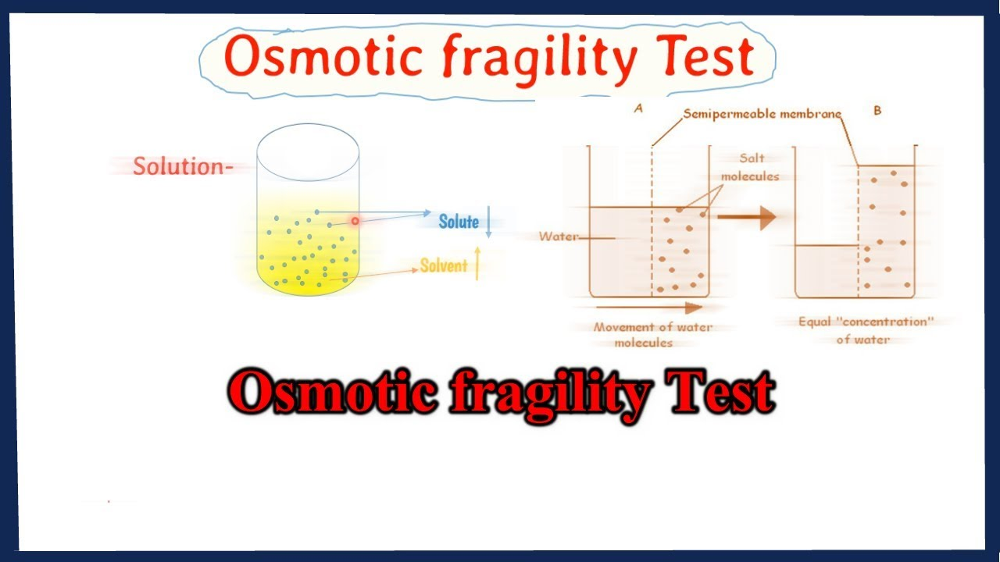 Osmotic fragility Test
Solution-
Solute
Solvent
A
Semipermeable membrane
B
Salt
molecules
Water
Movement of water
molecules
Equal "concentration"
of water
Osmotic fragility Test